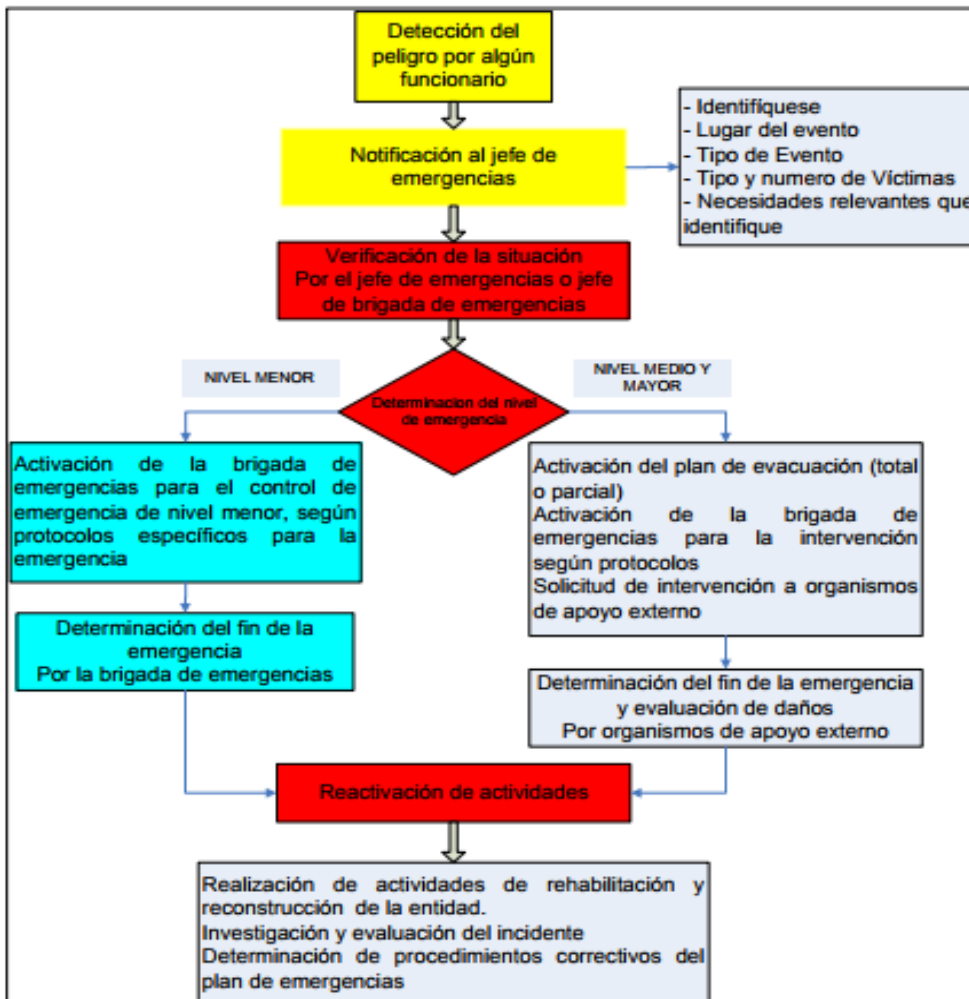 Detección del
peligro por algún
funcionario
Notificación al jefe de
emergencias
- Identifíquese
- Lugar del evento
- Tipo de Evento
- Tipo y numero de Víctimas
- Necesidades relevantes que
identifique
Verificación de la situación
Por el jefe de emergencias o jefe
de brigada de emergencias
Determinacion del nivel
de emergencia
NIVEL MENOR
NIVEL MEDIO Y
MAYOR
Activación de la brigada de
emergencias para el control de
emergencia de nivel menor, según
protocolos específicos para la
emergencia
Determinación del fin de la
emergencia
Por la brigada de emergencias
Activación del plan de evacuación (total
o parcial)
Activación de la brigada de
emergencias para la intervención
según protocolos
Solicitud de intervención a organismos
de apoyo externo
Determinación del fin de la emergencia
y evaluación de daños
Por organismos de apoyo externo
Reactivación de actividades
Realización de actividades de rehabilitación y
reconstrucción de la entidad.
Investigación y evaluación del incidente
Determinación de procedimientos correctivos del
plan de emergencias